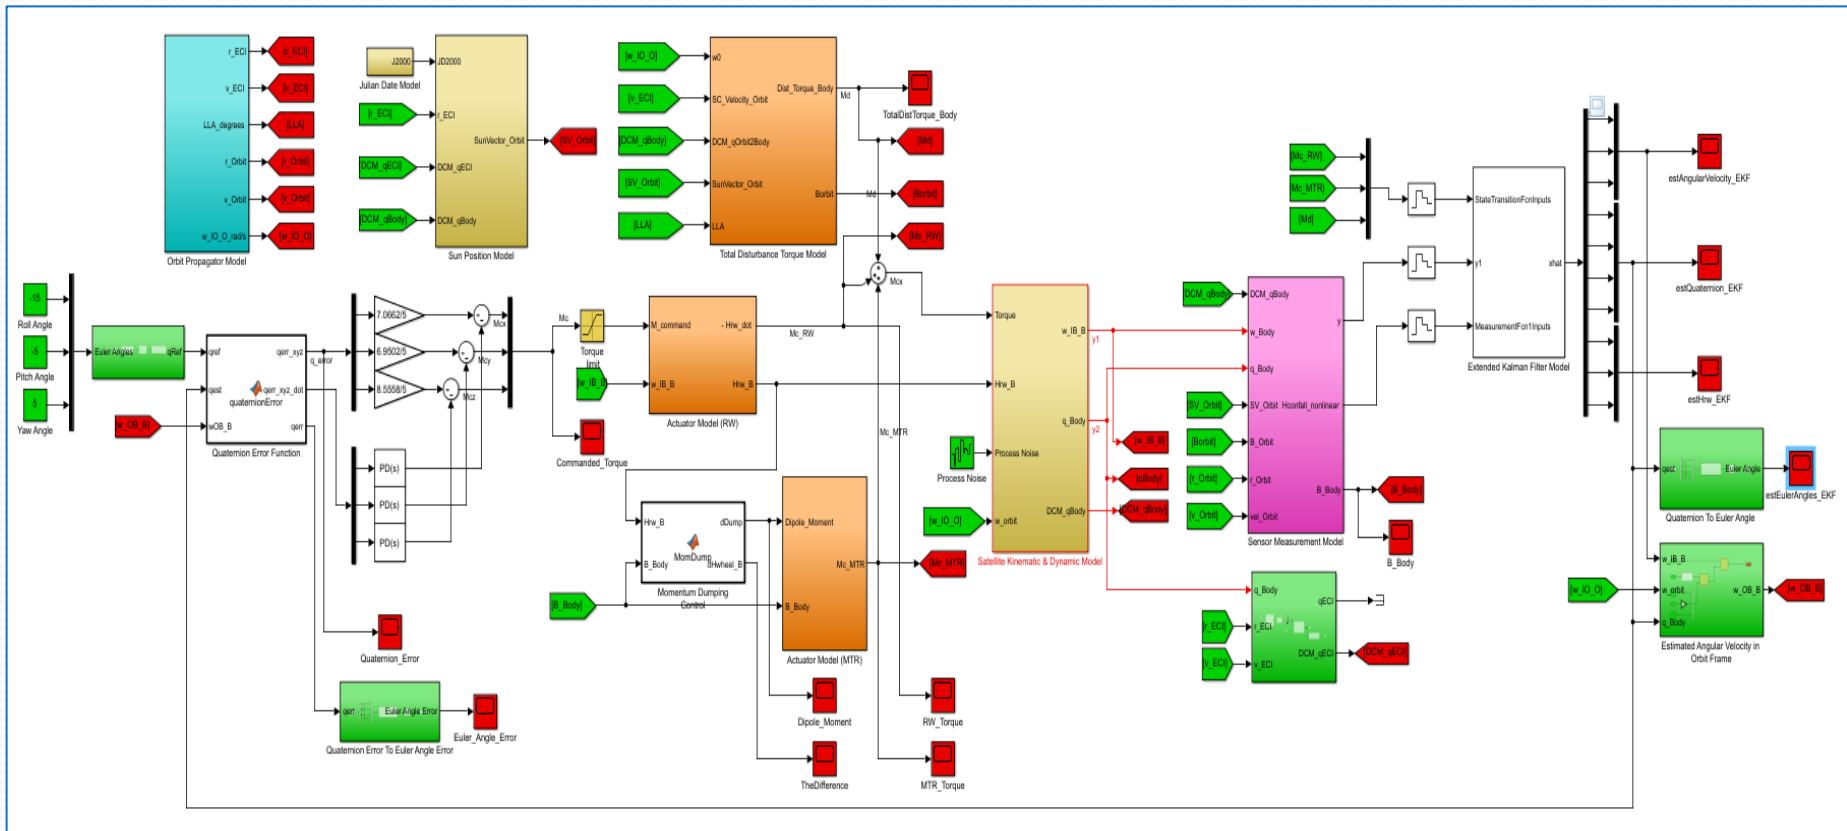 r_ECI
[r_ECI]
v_ECI
[v_ECI]
LLA_degrees
[LLA]
r_Orbit
[r_Orbit]
v_Orbit
[v_Orbit]
w_IO_O_rad/s
[w_IO_O]
Orbit Propagator Model
J2000
Julian Date Model
JD2000
[r_ECI]
r_ECI
[DCM_qECI]
DCM_qECI
[DCM_qBody]
DCM_qBody
SunVector_Orbit
[SV_Orbit]
Sun Position Model
[w_IO_O]
w0
[v_ECI]
SC_Velocity_Orbit
[DCM_qBody]
DCM_qOrbit2Body
[SV_Orbit]
SunVector_Orbit
[LLA]
LLA
Dist_Torque_Body
Md
Borbit
Md
Total Disturbance Torque Model
TotalDistTorque_Body
[Md]
[Borbit]
[Mc_RW]
Mcx
-15
Roll Angle
-5
Pitch Angle
5
Yaw Angle
Euler Angles
qRef
qref
qest
wOB_B
[w_OB_B]
quaternionError
qerr_xyz
qerr_xyz_dot
qerr
Quaternion Error Function
q_error
7.0662/5
6.9502/5
8.5558/5
Mcx
Mcy
Mcz
PD(s)
PD(s)
PD(s)
Mc
Torque
limit
[w_IB_B]
Commanded_Torque
M_command
w_IB_B
- Hrw_dot
Hrw_B
Actuator Model (RW)
Mc_RW
Mc_MTR
Hrw_B
B_Body
MomDump
dDump
dHwheel_B
Momentum Dumping
Control
[B_Body]
Dipole_Moment
B_Body
Mc_MTR
Actuator Model (MTR)
[Mc_MTR]
Dipole_Moment
TheDifference
RW_Torque
MTR_Torque
Quaternion_Error
qerr
Euler Angle Error
Quaternion Error To Euler Angle Error
Euler_Angle_Error
Torque
Hrw_B
Process Noise
w_orbit
w_IB_B
q_Body
DCM_qBody
Satellite Kinematic & Dynamic Model
Process Noise
[w_IO_O]
y1
y2
[w_IB_B]
[qBody]
[DCM_qBody]
[DCM_qBody]
[SV_Orbit]
[Borbit]
[r_Orbit]
[v_Orbit]
DCM_qBody
w_Body
q_Body
SV_Orbit
B_Orbit
r_Orbit
vel_Orbit
y
Hconfall_nonlinear
B_Body
Sensor Measurement Model
[B_Body]
B_Body
q_Body
r_ECI
v_ECI
qECI
DCM_qECI
[r_ECI]
[v_ECI]
[DCM_qECI]
[Mc_RW]
[Mc_MTR]
[Md]
StateTransitionFcnInputs
y1
MeasurementFcn1Inputs
xhat
Extended Kalman Filter Model
estAngularVelocity_EKF
estQuaternion_EKF
estHrw_EKF
qest
Euler Angle
Quaternion To Euler Angle
estEulerAngles_EKF
[w_IO_O]
w_IB_B
w_orbit
q_Body
w_OB_B
[w_OB_B]
Estimated Angular Velocity in
Orbit Frame